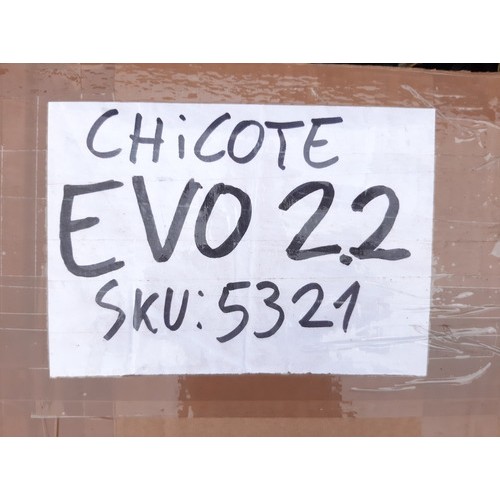 CHiCOTE
EVO 2.2
SKU: 5321